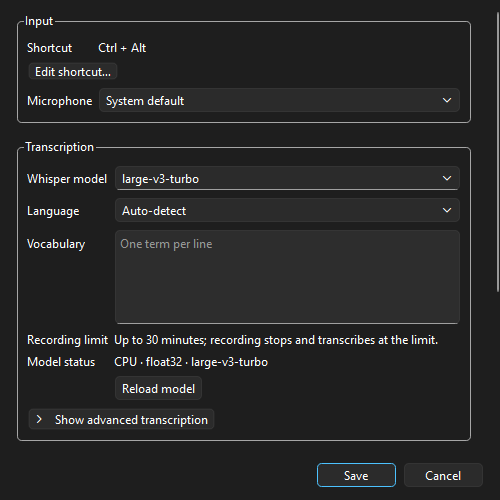 Input
Shortcut Ctrl + Alt
Edit shortcut...
Microphone System default
Transcription
Whisper model large-v3-turbo
Language Auto-detect
Vocabulary One term per line
Recording limit Up to 30 minutes; recording stops and transcribes at the limit.
Model status CPU · float32 · large-v3-turbo
Reload model
Show advanced transcription
Save Cancel